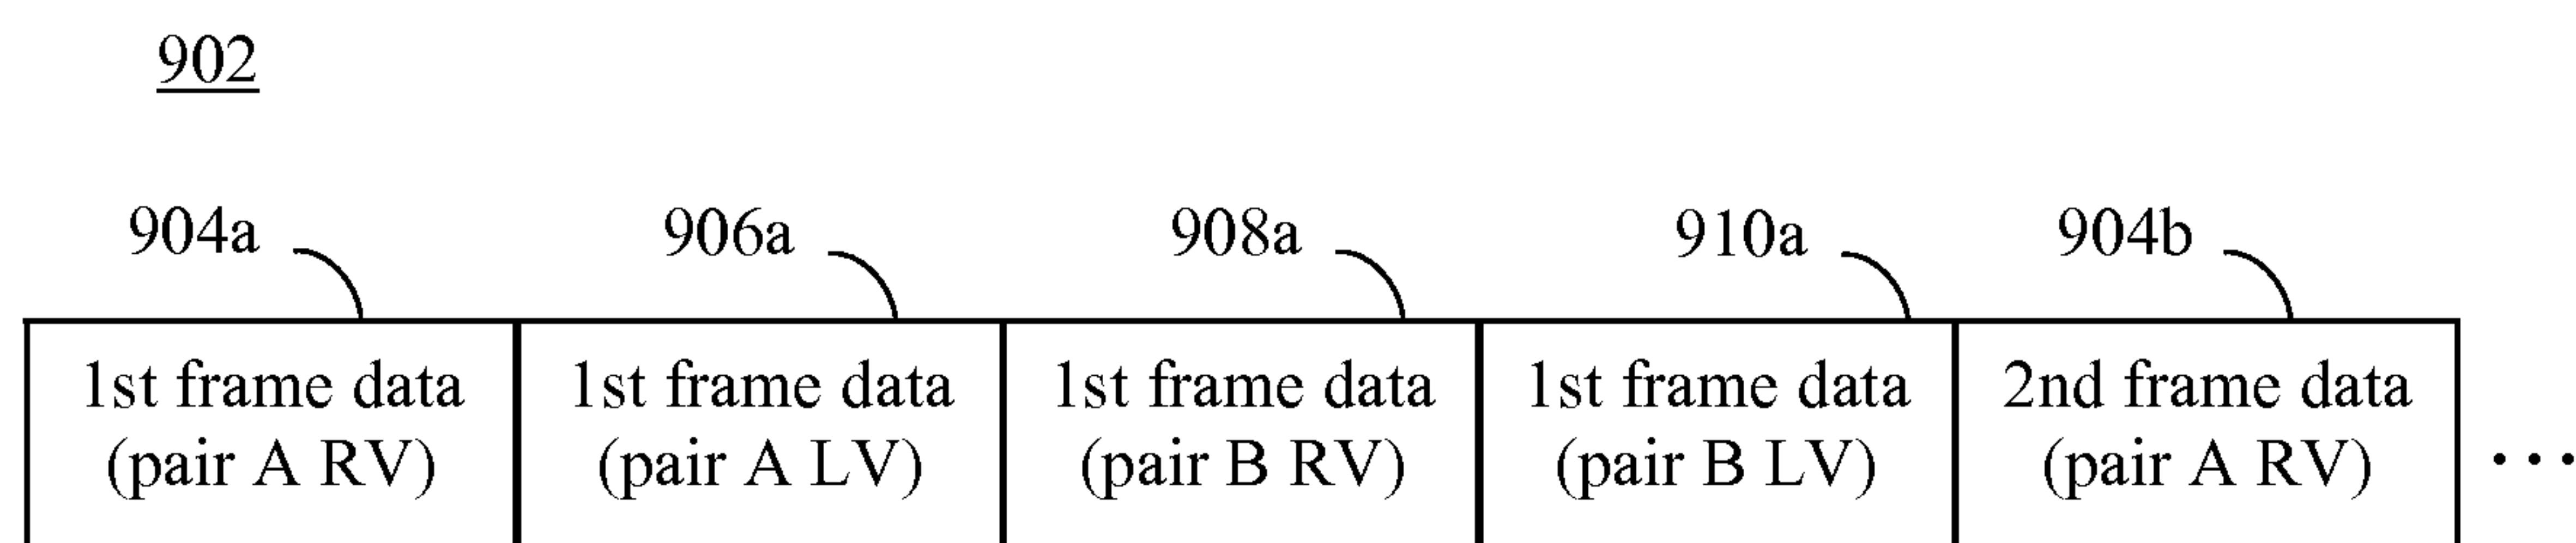 902
904a 906a 908a 910a 904b
1st frame data 1st frame data 1st frame data 1st frame data 2nd frame data
(pair A RV) (pair A LV) (pair B RV) (pair B LV) (pair A RV) ...